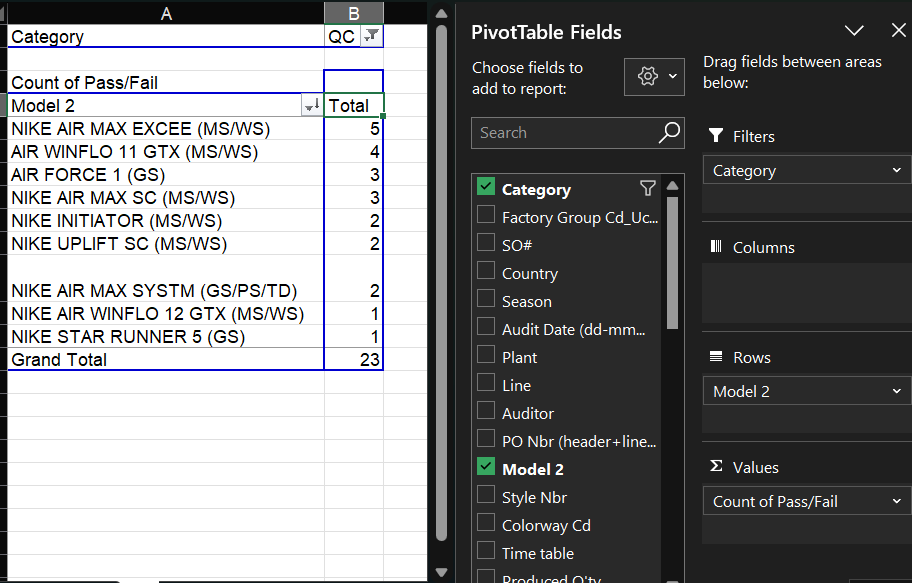 A B
Category QC
Count of Pass/Fail
Model 2 Total
NIKE AIR MAX EXCEE (MS/WS) 5
AIR WINFLO 11 GTX (MS/WS) 4
AIR FORCE 1 (GS) 3
NIKE AIR MAX SC (MS/WS) 3
NIKE INITIATOR (MS/WS) 2
NIKE UPLIFT SC (MS/WS) 2
NIKE AIR MAX SYSTM (GS/PS/TD) 2
NIKE AIR WINFLO 12 GTX (MS/WS) 1
NIKE STAR RUNNER 5 (GS) 1
Grand Total 23
PivotTable Fields
Choose fields to
add to report:
Search
Category
Factory Group Cd_Uc...
SO#
Country
Season
Audit Date (dd-mm...
Plant
Line
Auditor
PO Nbr (header+line...
Model 2
Style Nbr
Colorway Cd
Time table
Produced Q'ty
Drag fields between areas
below:
Filters
Category
Columns
Rows
Model 2
Σ Values
Count of Pass/Fail